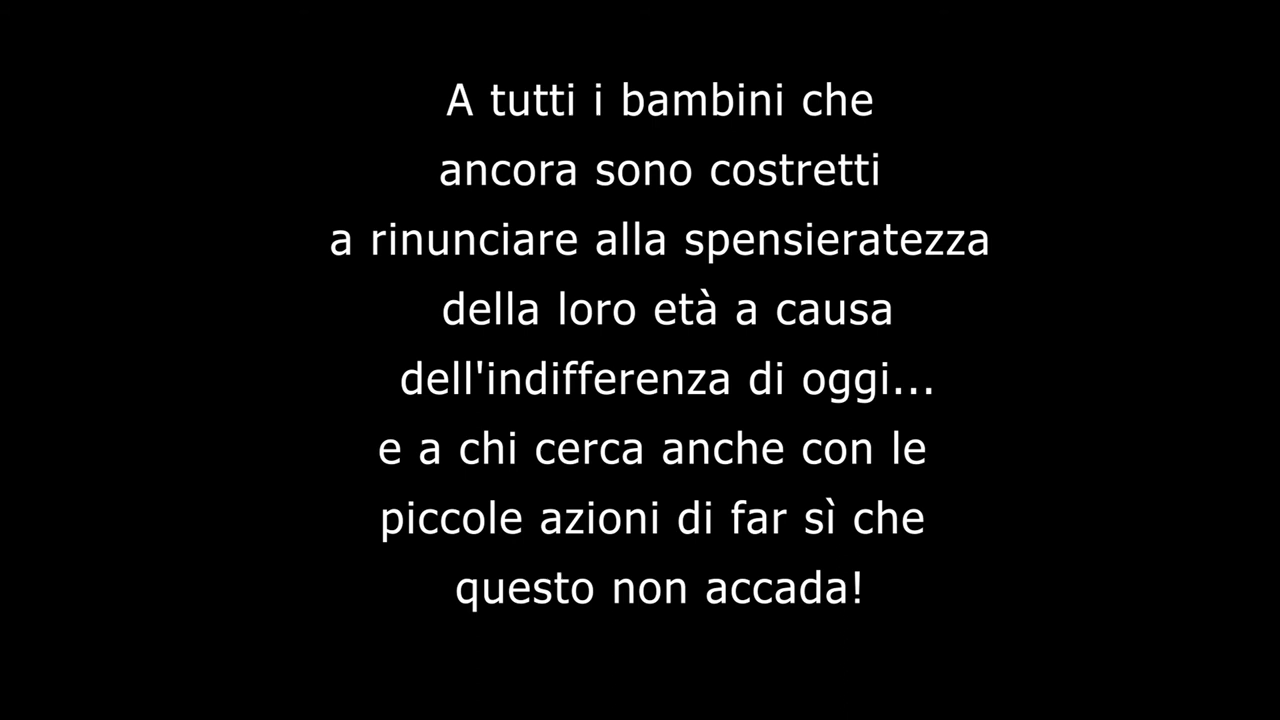 A tutti i bambini che
ancora sono costretti
a rinunciare alla spensieratezza
della loro età a causa
dell'indifferenza di oggi...
e a chi cerca anche con le
piccole azioni di far sì che
questo non accada!